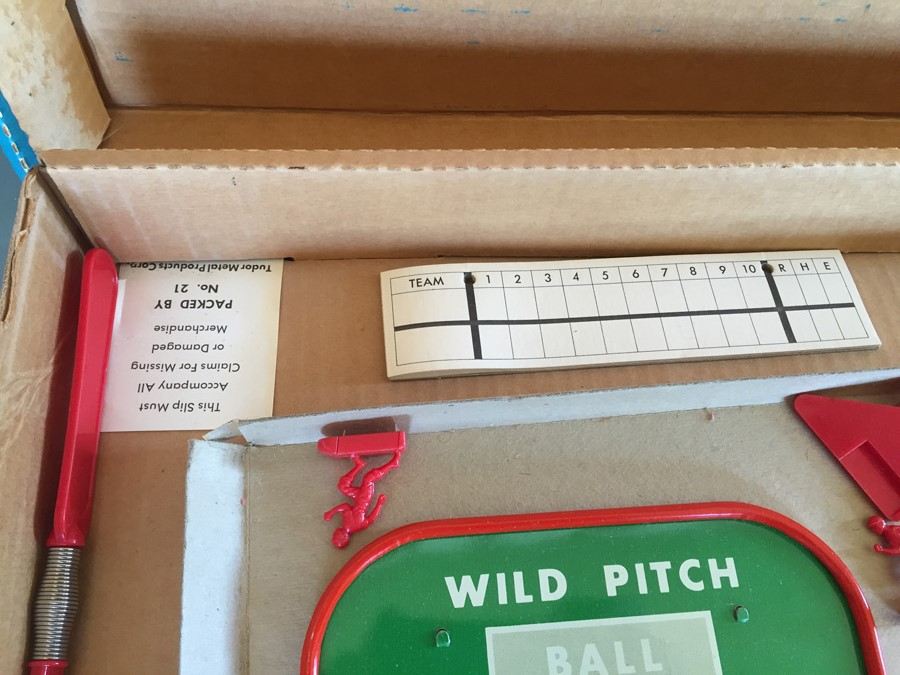 TEAM 1 2 3 4 5 6 7 8 9 10 R H E
This Slip Must
Accompany All
Claims For Missing
or Damaged
Merchandise
PACKED BY
No. 21
Tudor Metal Products Corp.
WILD PITCH
BALL